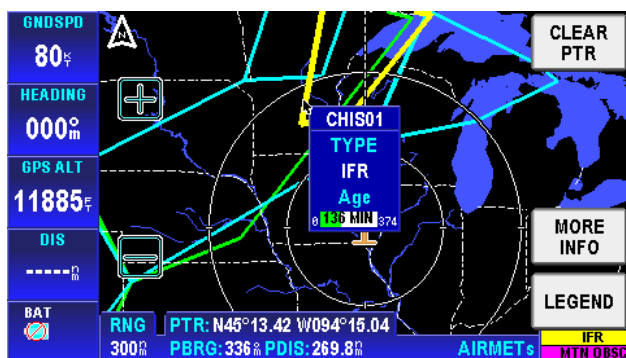 GNDSPD
80KT
HEADING
000°m
GPS ALT
11885FT
DIS
-----nm
BAT
N
CHIS01
TYPE
IFR
Age
0 136 MIN 374
CLEAR
PTR
MORE
INFO
LEGEND
RNG
300nm
PTR: N45°13.42 W094°15.04
PBRG: 336°m PDIS: 269.8nm
AIRMETs
IFR
MTN OBSC